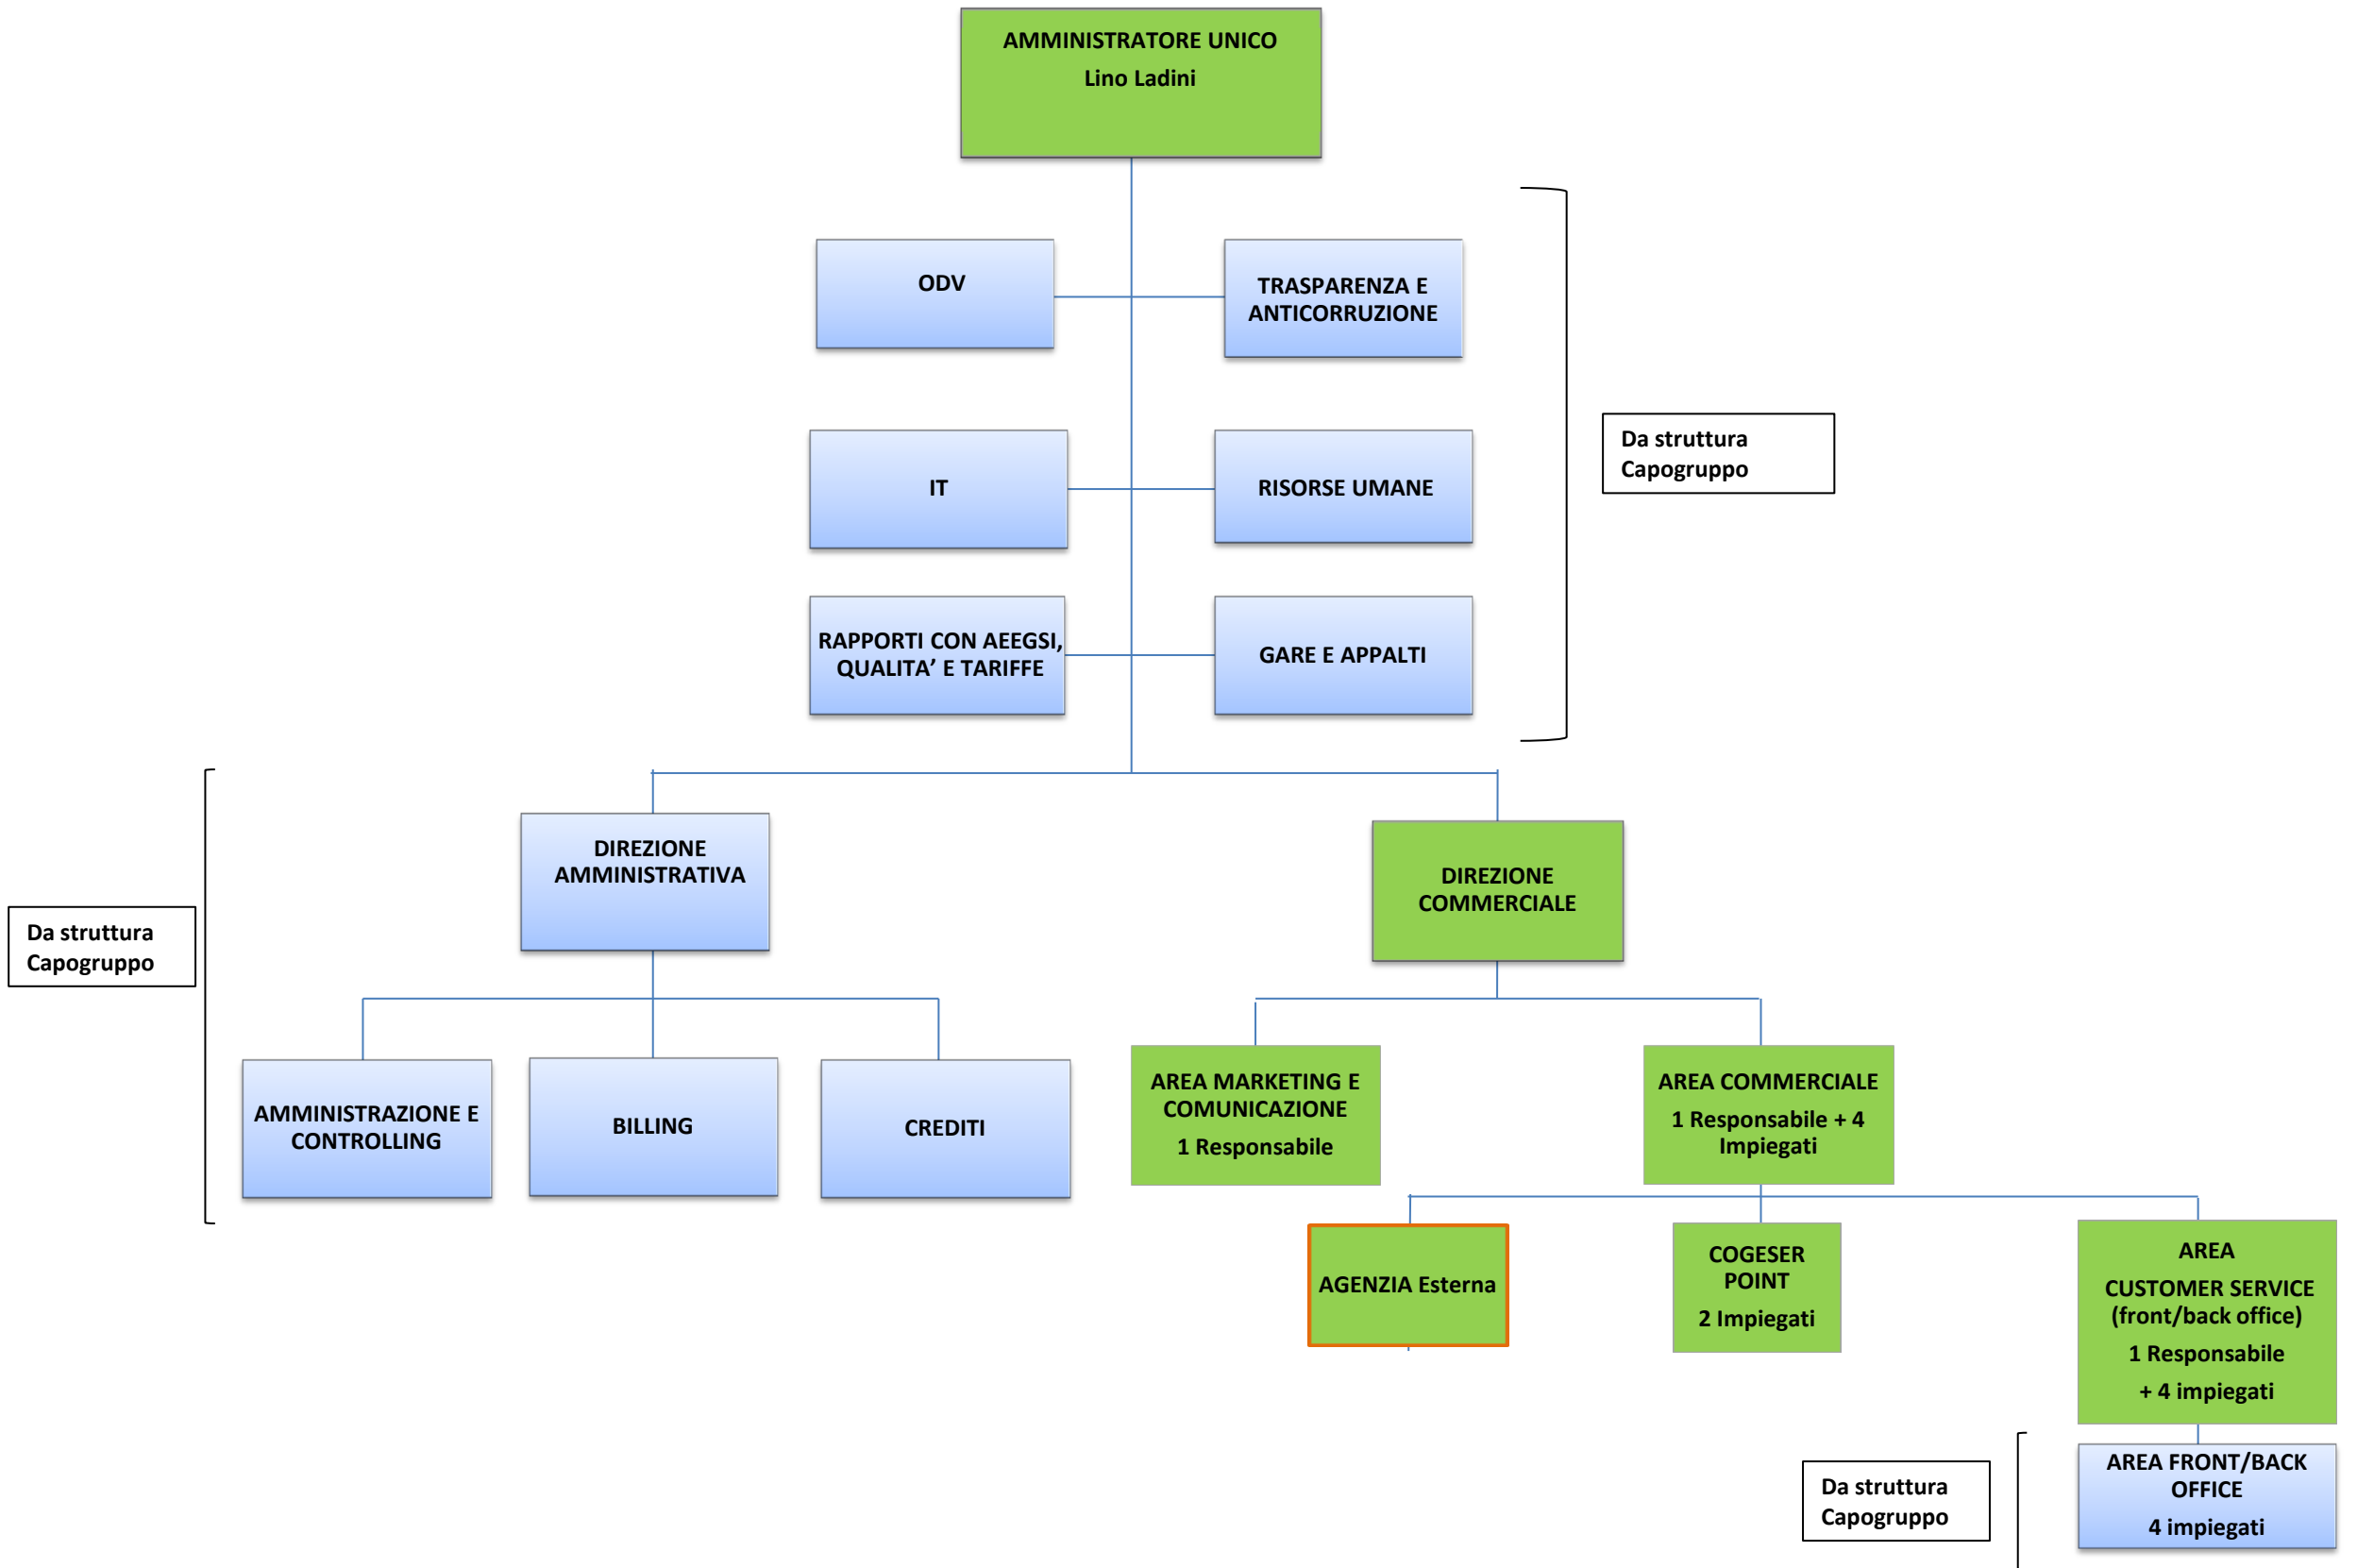 AMMINISTRATORE UNICO
Lino Ladini
ODV
TRASPARENZA E
ANTICORRUZIONE
Da struttura
Capogruppo
IT
RISORSE UMANE
RAPPORTI CON AEEGSI,
QUALITA’ E TARIFFE
GARE E APPALTI
DIREZIONE
AMMINISTRATIVA
DIREZIONE
COMMERCIALE
Da struttura
Capogruppo
AMMINISTRAZIONE E
CONTROLLING
BILLING
CREDITI
AREA MARKETING E
COMUNICAZIONE
1 Responsabile
AREA COMMERCIALE
1 Responsabile + 4
Impiegati
AGENZIA Esterna
COGESER
POINT
2 Impiegati
AREA
CUSTOMER SERVICE
(front/back office)
1 Responsabile
+ 4 impiegati
Da struttura
Capogruppo
AREA FRONT/BACK
OFFICE
4 impiegati